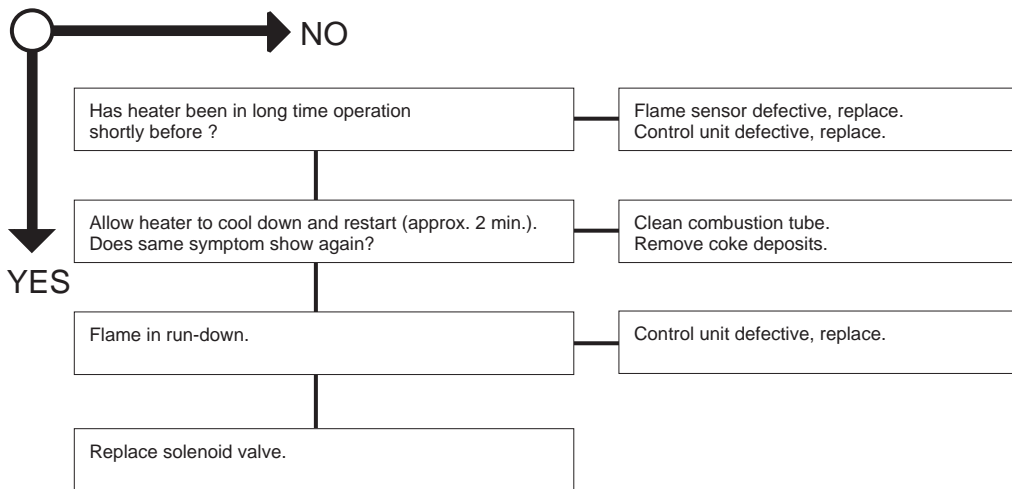 NO
Has heater been in long time operation
shortly before ?
Flame sensor defective, replace.
Control unit defective, replace.
Allow heater to cool down and restart (approx. 2 min.).
Does same symptom show again?
Clean combustion tube.
Remove coke deposits.
YES
Flame in run-down.
Control unit defective, replace.
Replace solenoid valve.